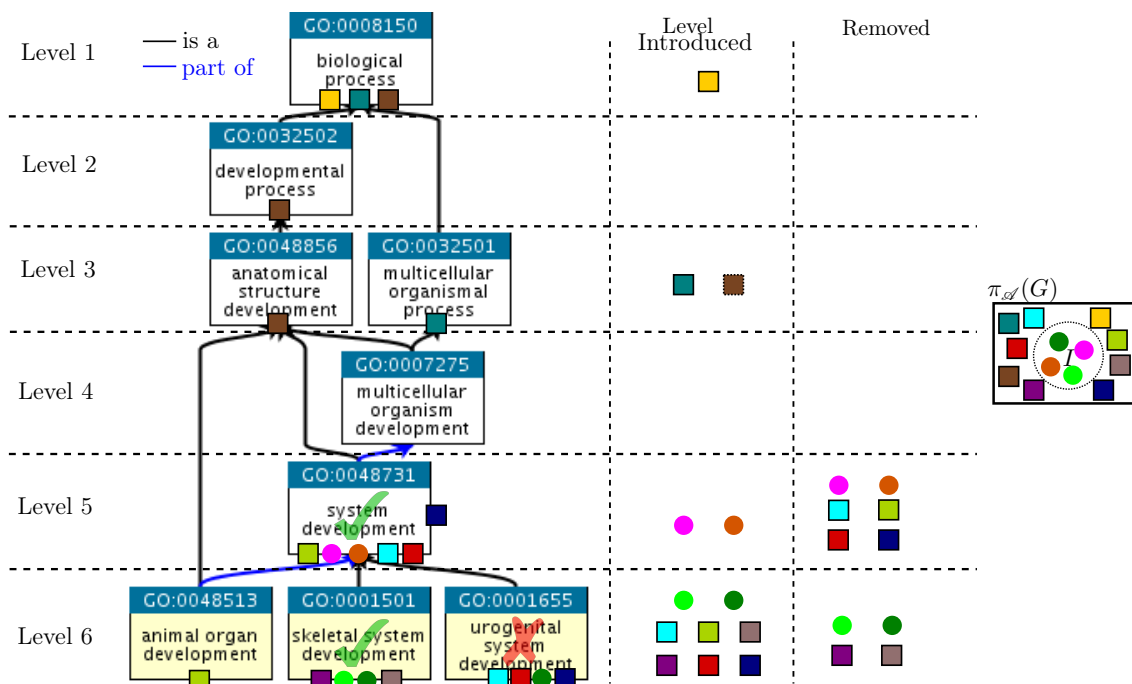 Level 1
is a
part of
GO:0008150
biological
process
Level
Introduced
Removed
Level 2
GO:0032502
developmental
process
Level 3
GO:0048856
anatomical
structure
development
GO:0032501
multicellular
organismal
process
π𝒜(G)
I
Level 4
GO:0007275
multicellular
organism
development
Level 5
GO:0048731
system
development
Level 6
GO:0048513
animal organ
development
GO:0001501
skeletal system
development
GO:0001655
urogenital
system
development